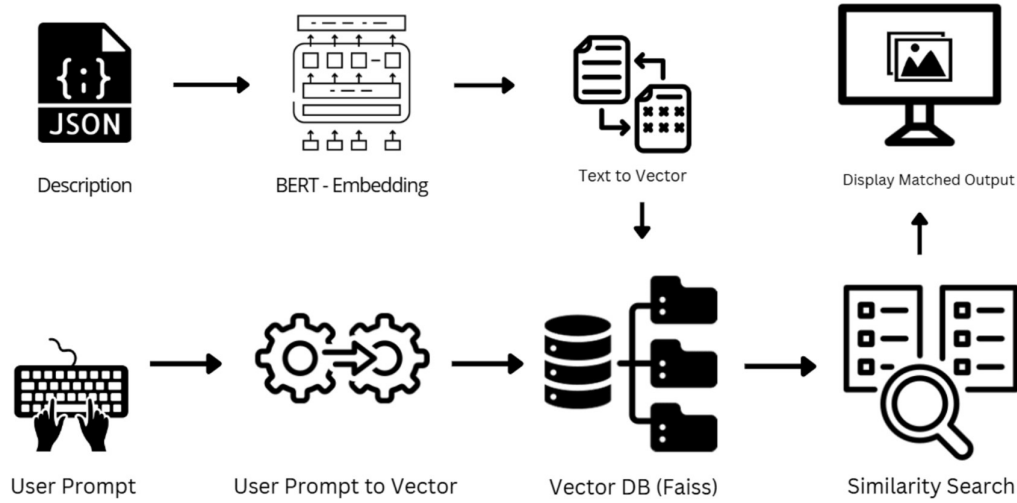 JSON
Description
BERT - Embedding
Text to Vector
Display Matched Output
User Prompt
User Prompt to Vector
Vector DB (Faiss)
Similarity Search